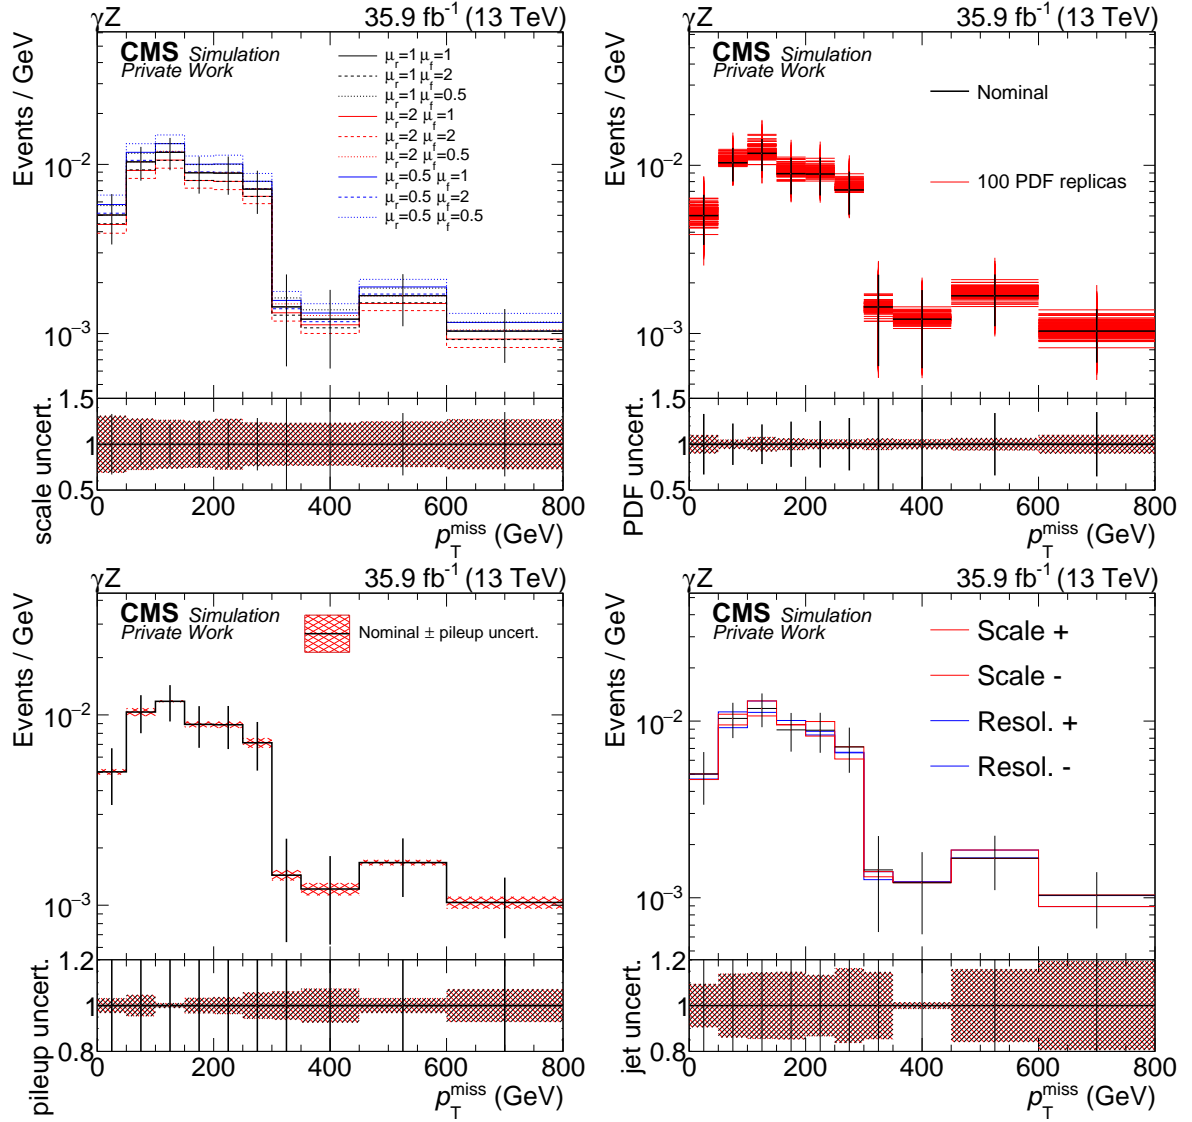 γZ 35.9 fb⁻¹ (13 TeV)
CMS Simulation
Private Work
Events / GeV
μr=1 μf=1
μr=1 μf=2
μr=1 μf=0.5
μr=2 μf=1
μr=2 μf=2
μr=2 μf=0.5
μr=0.5 μf=1
μr=0.5 μf=2
μr=0.5 μf=0.5
10⁻²
10⁻³
scale uncert.
1.5
1
0.5
0 200 400 600 800
pTmiss (GeV)
γZ 35.9 fb⁻¹ (13 TeV)
CMS Simulation
Private Work
Events / GeV
Nominal
100 PDF replicas
10⁻²
10⁻³
PDF uncert.
1.5
1
0.5
0 200 400 600 800
pTmiss (GeV)
γZ 35.9 fb⁻¹ (13 TeV)
CMS Simulation
Private Work
Events / GeV
Nominal ± pileup uncert.
10⁻²
10⁻³
pileup uncert.
1.2
1
0.8
0 200 400 600 800
pTmiss (GeV)
γZ 35.9 fb⁻¹ (13 TeV)
CMS Simulation
Private Work
Events / GeV
Scale +
Scale -
Resol. +
Resol. -
10⁻²
10⁻³
jet uncert.
1.2
1
0.8
0 200 400 600 800
pTmiss (GeV)